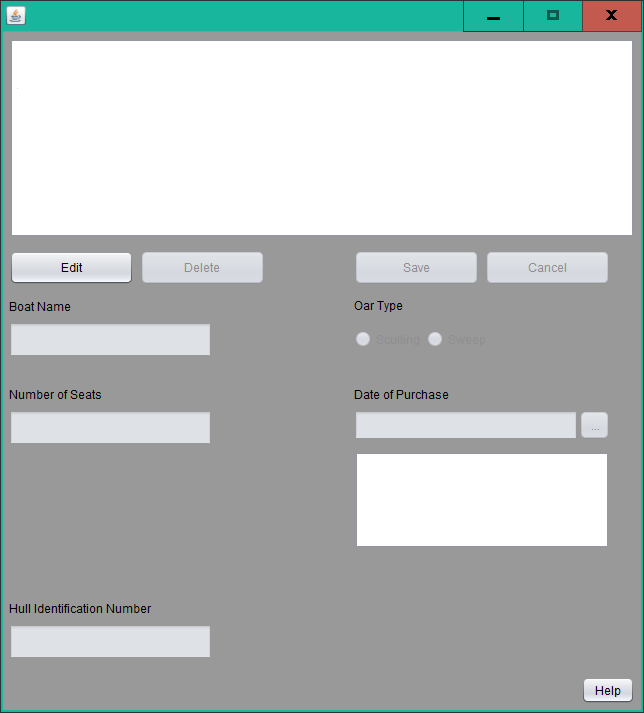 Edit
Delete
Save
Cancel
Boat Name
Oar Type
Sculling
Sweep
Number of Seats
Date of Purchase
...
Hull Identification Number
Help